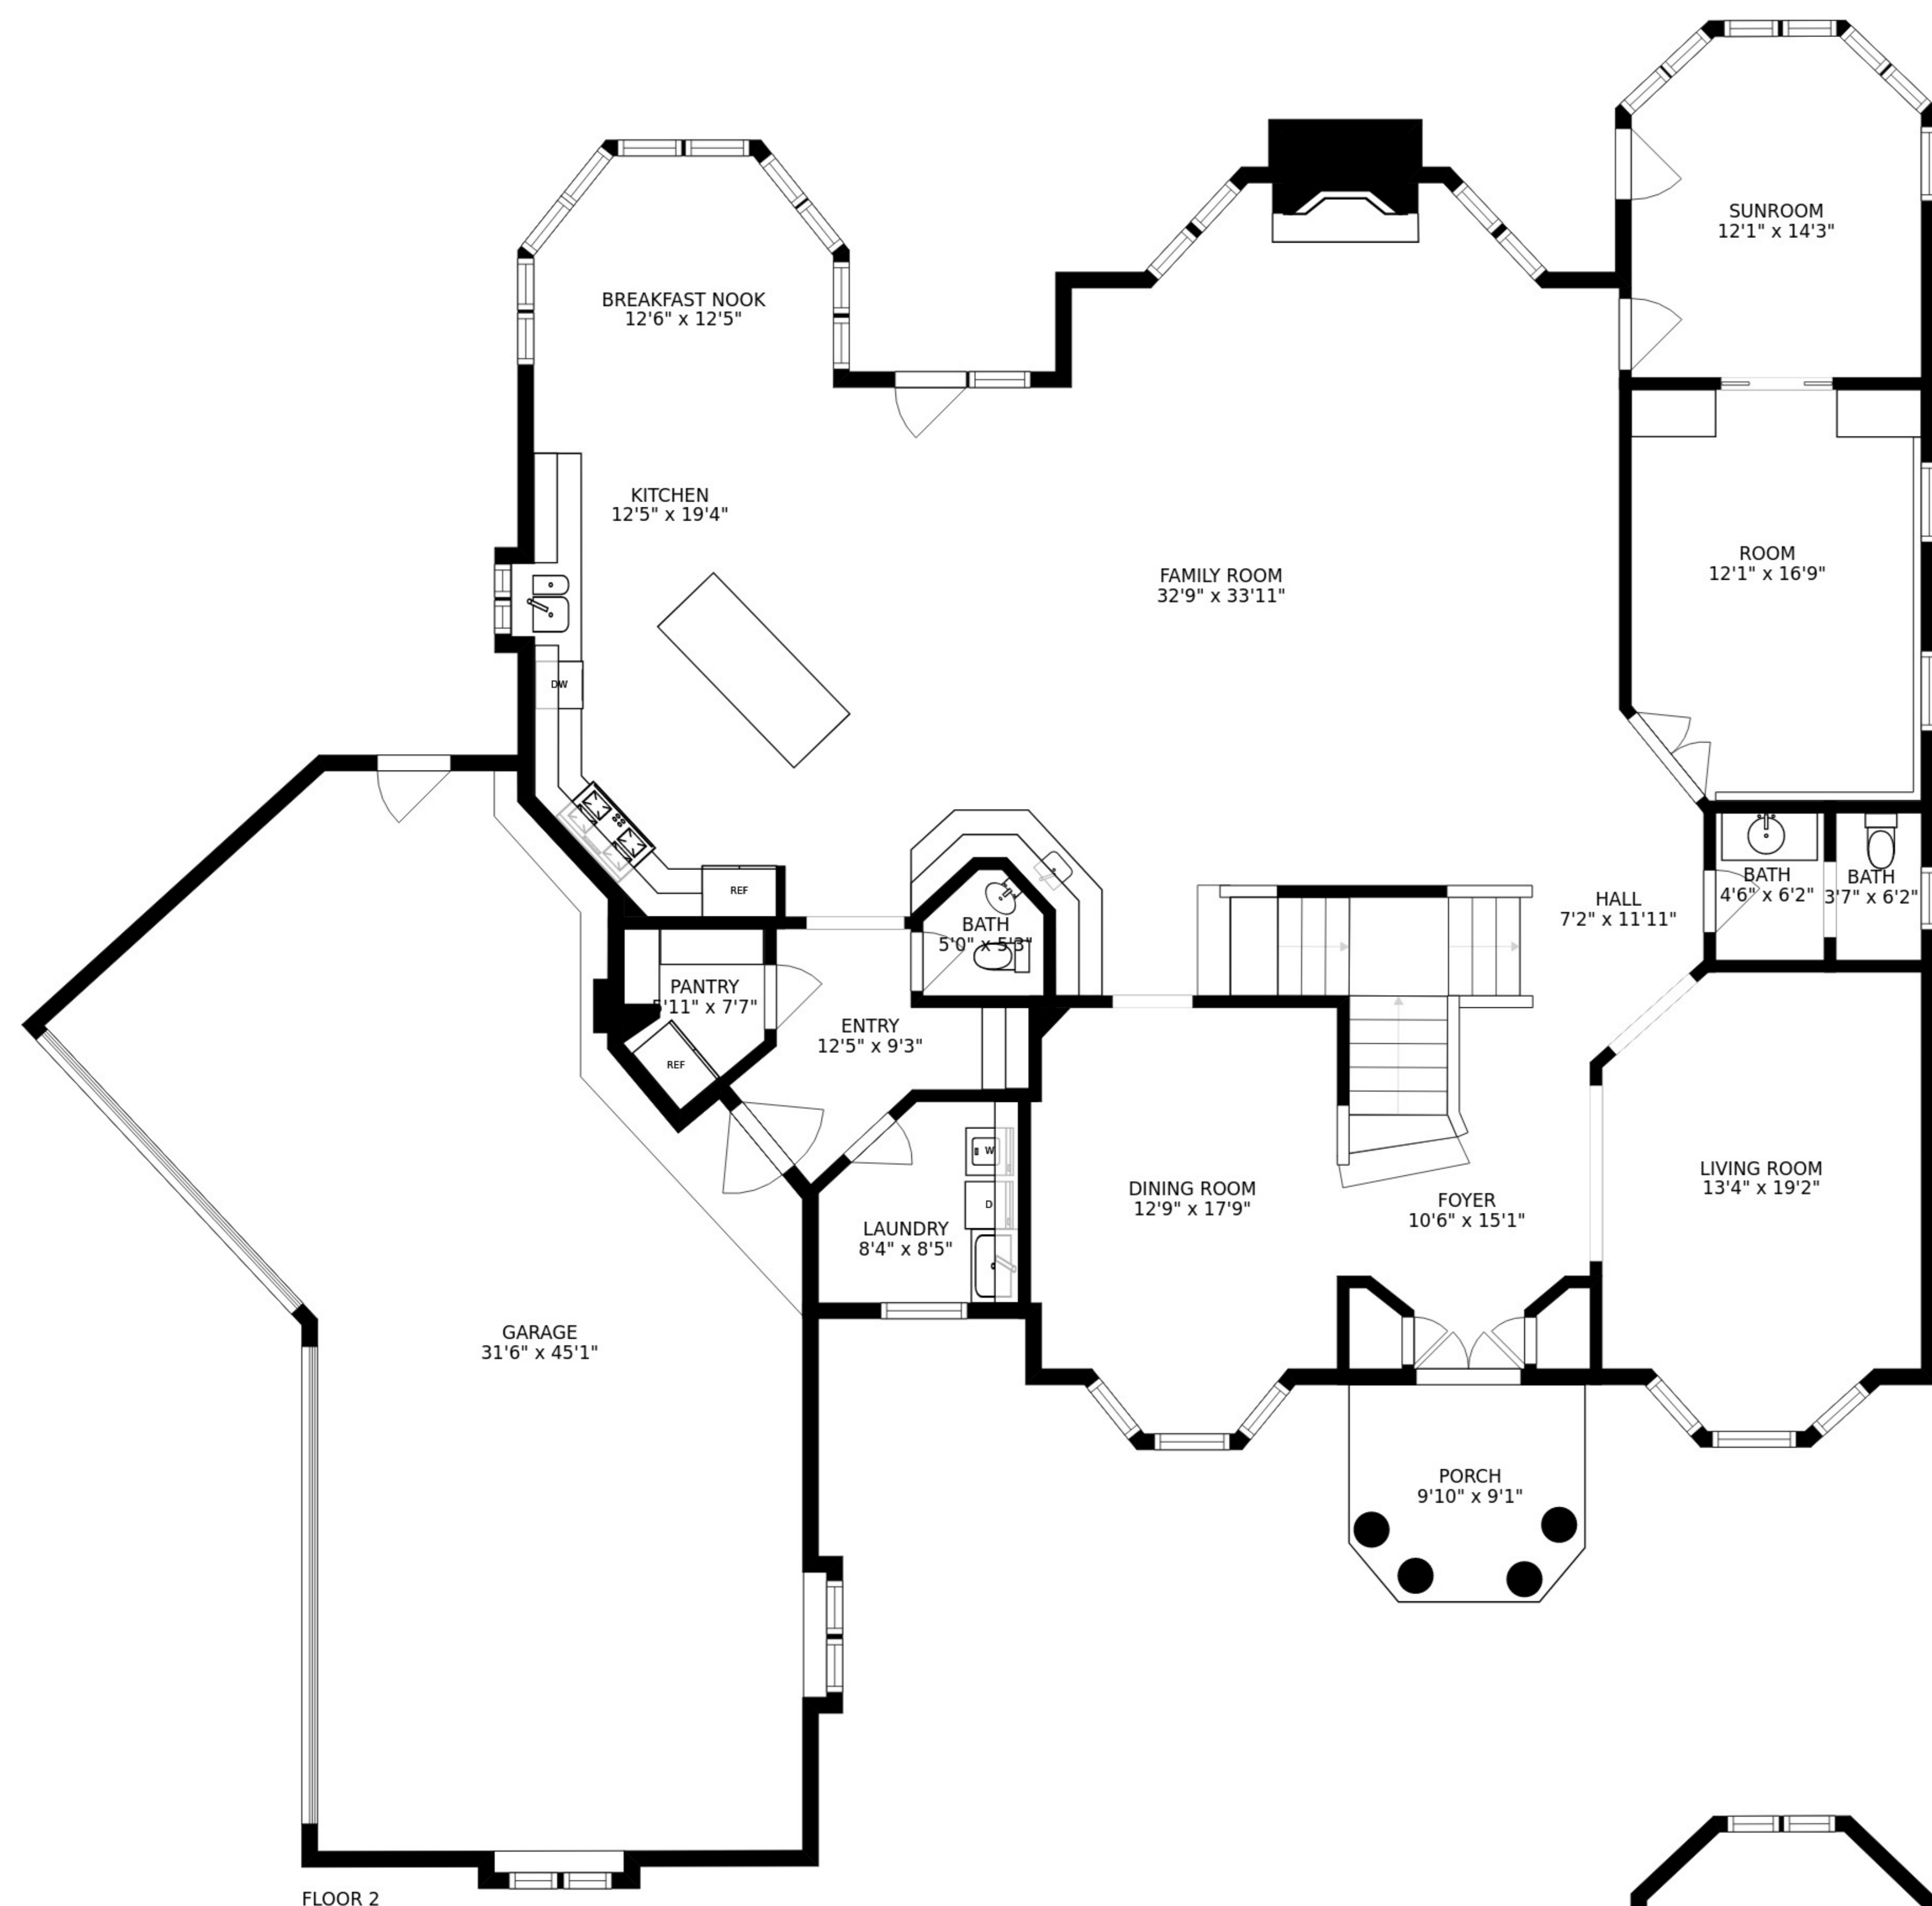 SUNROOM
12'1" x 14'3"
BREAKFAST NOOK
12'6" x 12'5"
KITCHEN
12'5" x 19'4"
FAMILY ROOM
32'9" x 33'11"
ROOM
12'1" x 16'9"
DW
REF
BATH
5'0" x 5'3"
HALL
7'2" x 11'11"
BATH
4'6" x 6'2"
BATH
3'7" x 6'2"
PANTRY
5'11" x 7'7"
REF
ENTRY
12'5" x 9'3"
W
D
LAUNDRY
8'4" x 8'5"
DINING ROOM
12'9" x 17'9"
FOYER
10'6" x 15'1"
LIVING ROOM
13'4" x 19'2"
GARAGE
31'6" x 45'1"
PORCH
9'10" x 9'1"
FLOOR 2